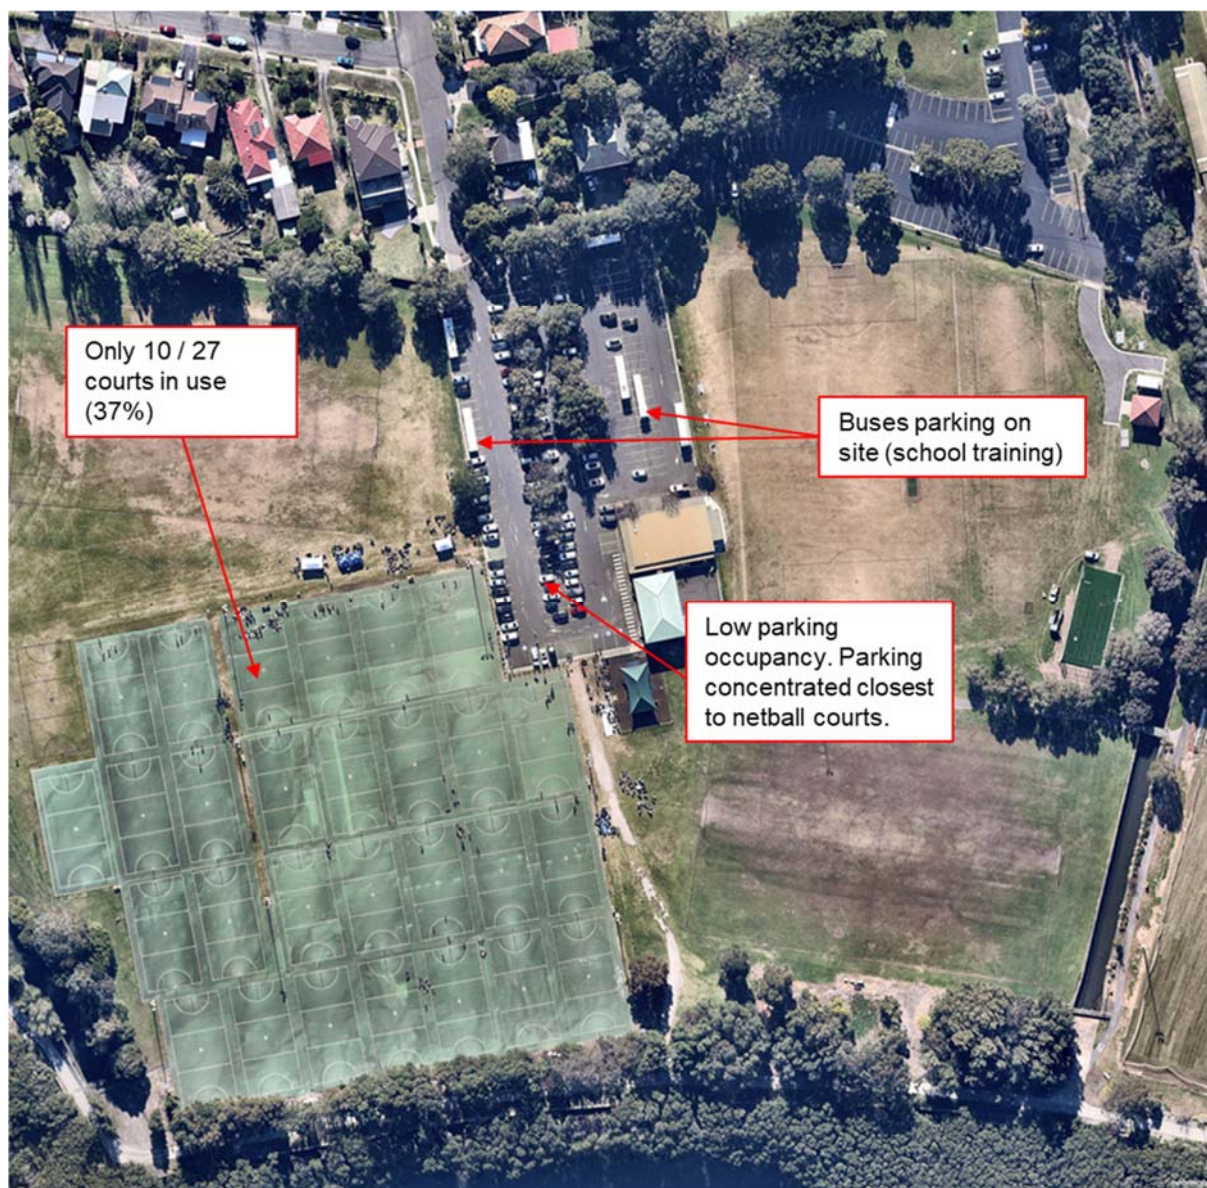 Only 10 / 27
courts in use
(37%)
Buses parking on
site (school training)
Low parking
occupancy. Parking
concentrated closest
to netball courts.